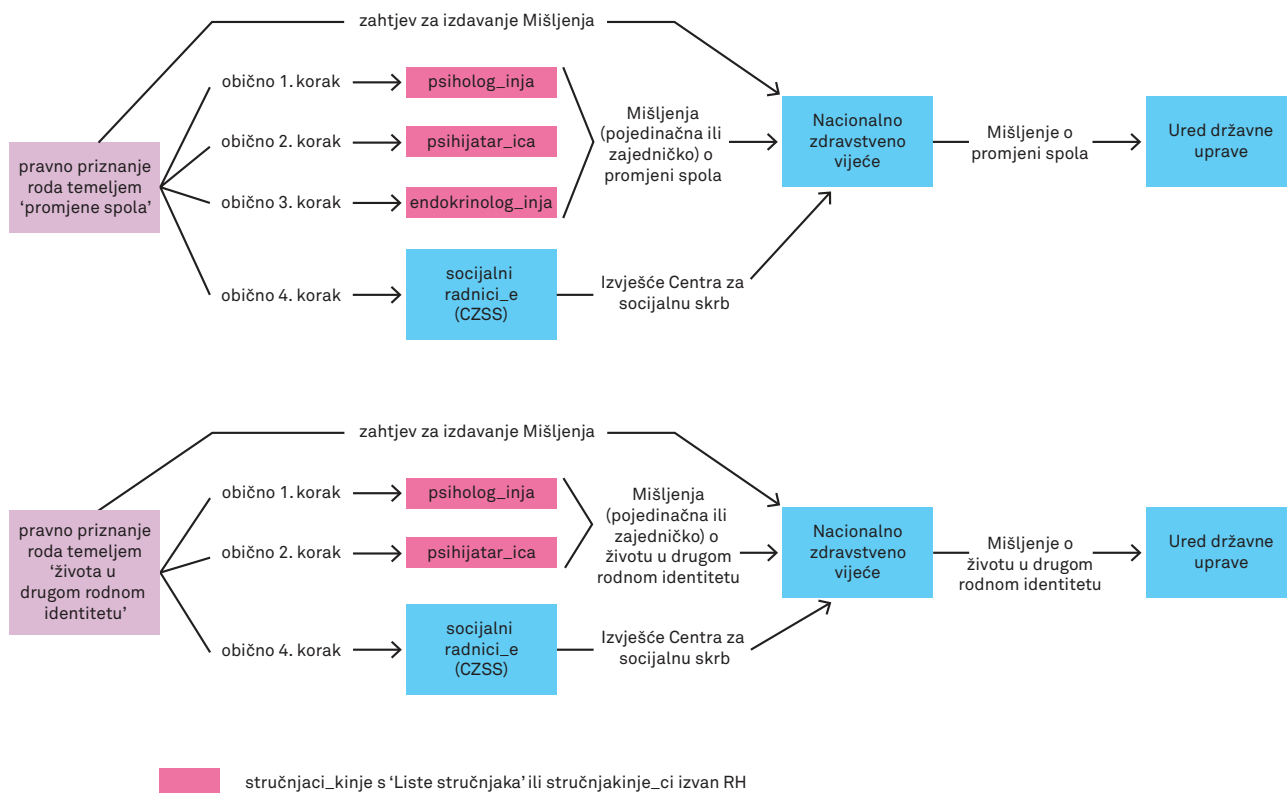 zahtjev za izdavanje Mišljenja
pravno priznanje
roda temeljem
‘promjene spola’
obično 1. korak
psiholog_inja
obično 2. korak
psihijatar_ica
obično 3. korak
endokrinolog_inja
Mišljenja
(pojedinačna ili
zajedničko) o
promjeni spola
obično 4. korak
socijalni
radnici_e
(CZSS)
Izvješće Centra za
socijalnu skrb
Nacionalno
zdravstveno
vijeće
Mišljenje o
promjeni spola
Ured državne
uprave
zahtjev za izdavanje Mišljenja
pravno priznanje
roda temeljem
‘života u
drugom rodnom
identitetu’
obično 1. korak
psiholog_inja
obično 2. korak
psihijatar_ica
Mišljenja
(pojedinačna ili
zajedničko) o
životu u drugom
rodnom identitetu
obično 4. korak
socijalni
radnici_e
(CZSS)
Izvješće Centra za
socijalnu skrb
Nacionalno
zdravstveno
vijeće
Mišljenje o
životu u drugom
rodnom identitetu
Ured državne
uprave
stručnjaci_kinje s ‘Liste stručnjaka’ ili stručnjakinje_ci izvan RH